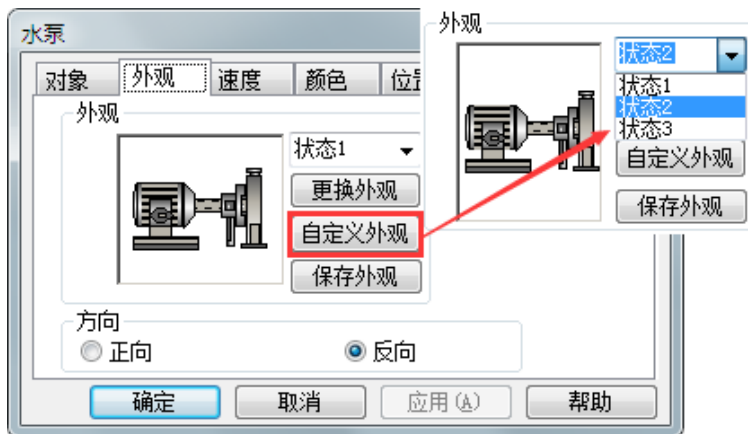 水泵
对象
外观
速度
颜色
外观
状态1
更换外观
自定义外观
保存外观
方向
正向
反向
确定
取消
应用(A)
帮助
外观
状态2
状态1
状态2
状态3
自定义外观
保存外观